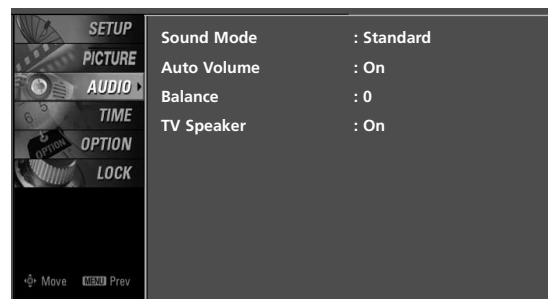 SETUP
PICTURE
AUDIO
TIME
OPTION
LOCK
Move MENU Prev
Sound Mode : Standard
Auto Volume : On
Balance : 0
TV Speaker : On